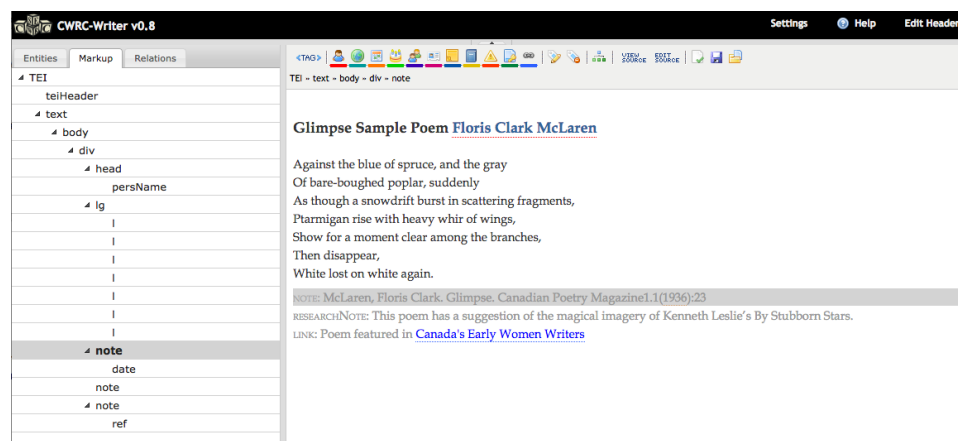 CWRC-Writer v0.8
Settings Help Edit Header
Entities Markup Relations
<TAG> VIEW SOURCE EDIT SOURCE
TEI » text » body » div » note
TEI
teiHeader
text
body
div
head
persName
lg
l
l
l
l
l
l
l
note
date
note
note
ref
Glimpse Sample Poem Floris Clark McLaren
Against the blue of spruce, and the gray
Of bare-boughed poplar, suddenly
As though a snowdrift burst in scattering fragments,
Ptarmigan rise with heavy whir of wings,
Show for a moment clear among the branches,
Then disappear,
White lost on white again.
NOTE: McLaren, Floris Clark. Glimpse. Canadian Poetry Magazine1.1(1936):23
RESEARCHNOTE: This poem has a suggestion of the magical imagery of Kenneth Leslie's By Stubborn Stars.
LINK: Poem featured in Canada's Early Women Writers